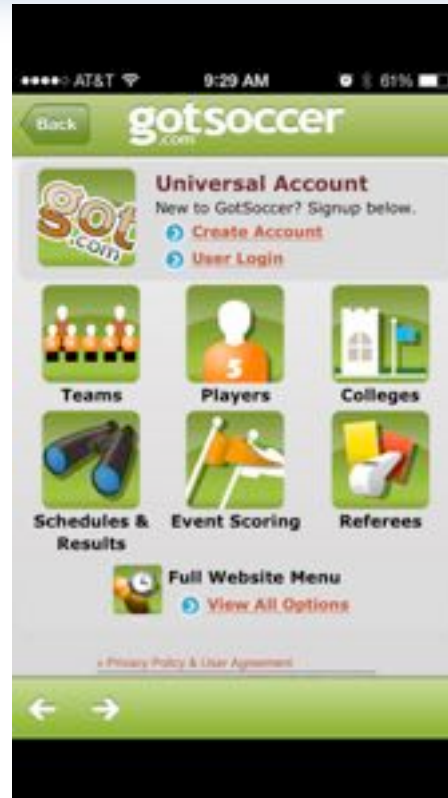 AT&T 9:29 AM 61%
Back gotsoccer
.com
got
.com
Universal Account
New to GotSoccer? Signup below.
Create Account
User Login
5
Teams Players Colleges
Schedules & Results Event Scoring Referees
Full Website Menu
View All Options
» Privacy Policy & User Agreement